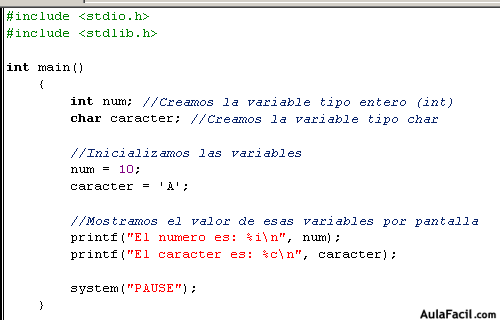 #include <stdio.h>
#include <stdlib.h>
int main()
{
int num; //Creamos la variable tipo entero (int)
char caracter; //Creamos la variable tipo char
//Inicializamos las variables
num = 10;
caracter = 'A';
//Mostramos el valor de esas variables por pantalla
printf("El numero es: %i\n", num);
printf("El caracter es: %c\n", caracter);
system("PAUSE");
}
AulaFacil.com